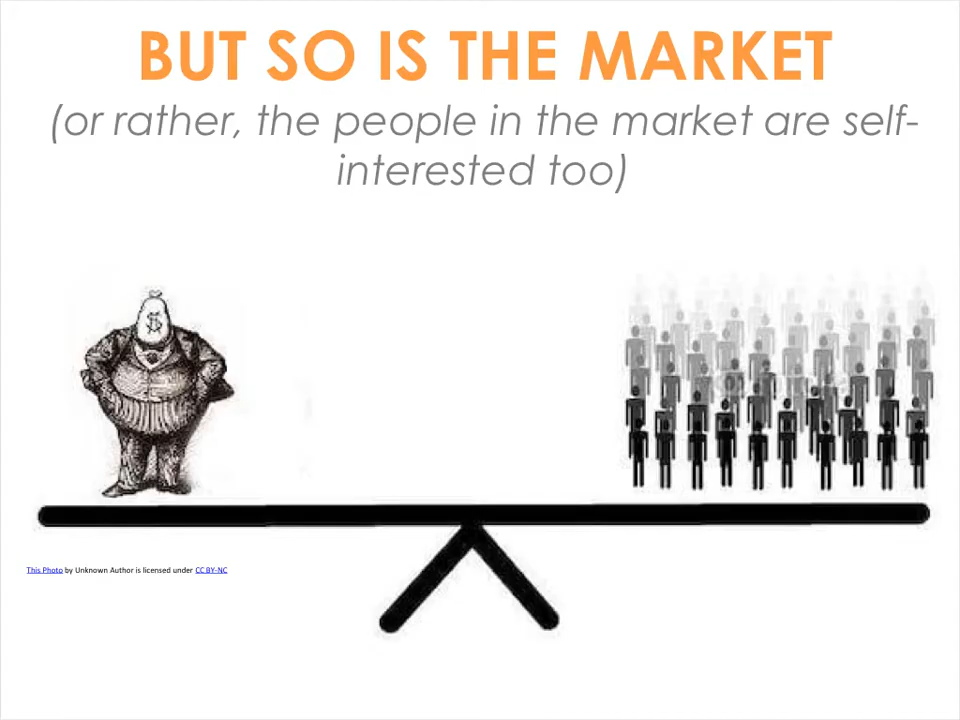 BUT SO IS THE MARKET
(or rather, the people in the market are self-
interested too)
This Photo by Unknown Author is licensed under CC BY-NC